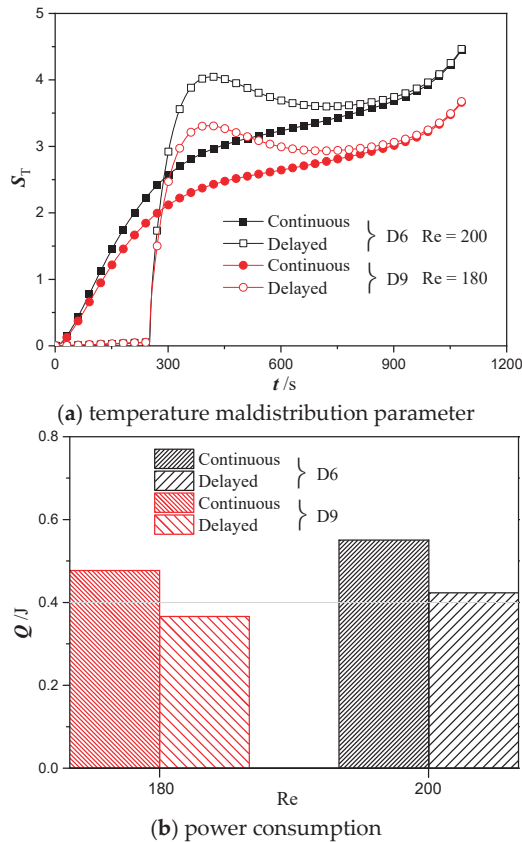 5
4
3
2
1
0
S_T
Continuous
Delayed
D6 Re = 200
Continuous
Delayed
D9 Re = 180
0 300 600 900 1200
t /s
(a) temperature maldistribution parameter
0.8
0.6
0.4
0.2
0.0
Q /J
Continuous
Delayed
D6
Continuous
Delayed
D9
180 200
Re
(b) power consumption